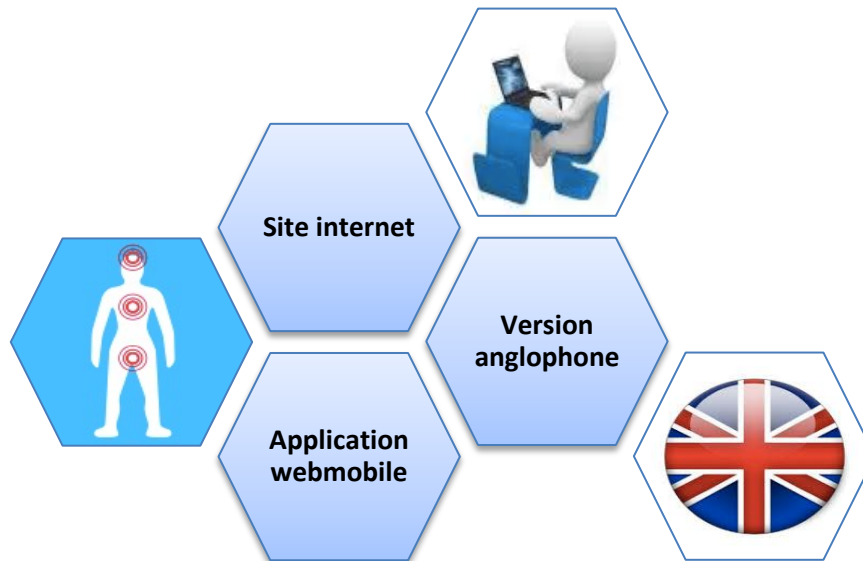 Site internet
Version
anglophone
Application
webmobile